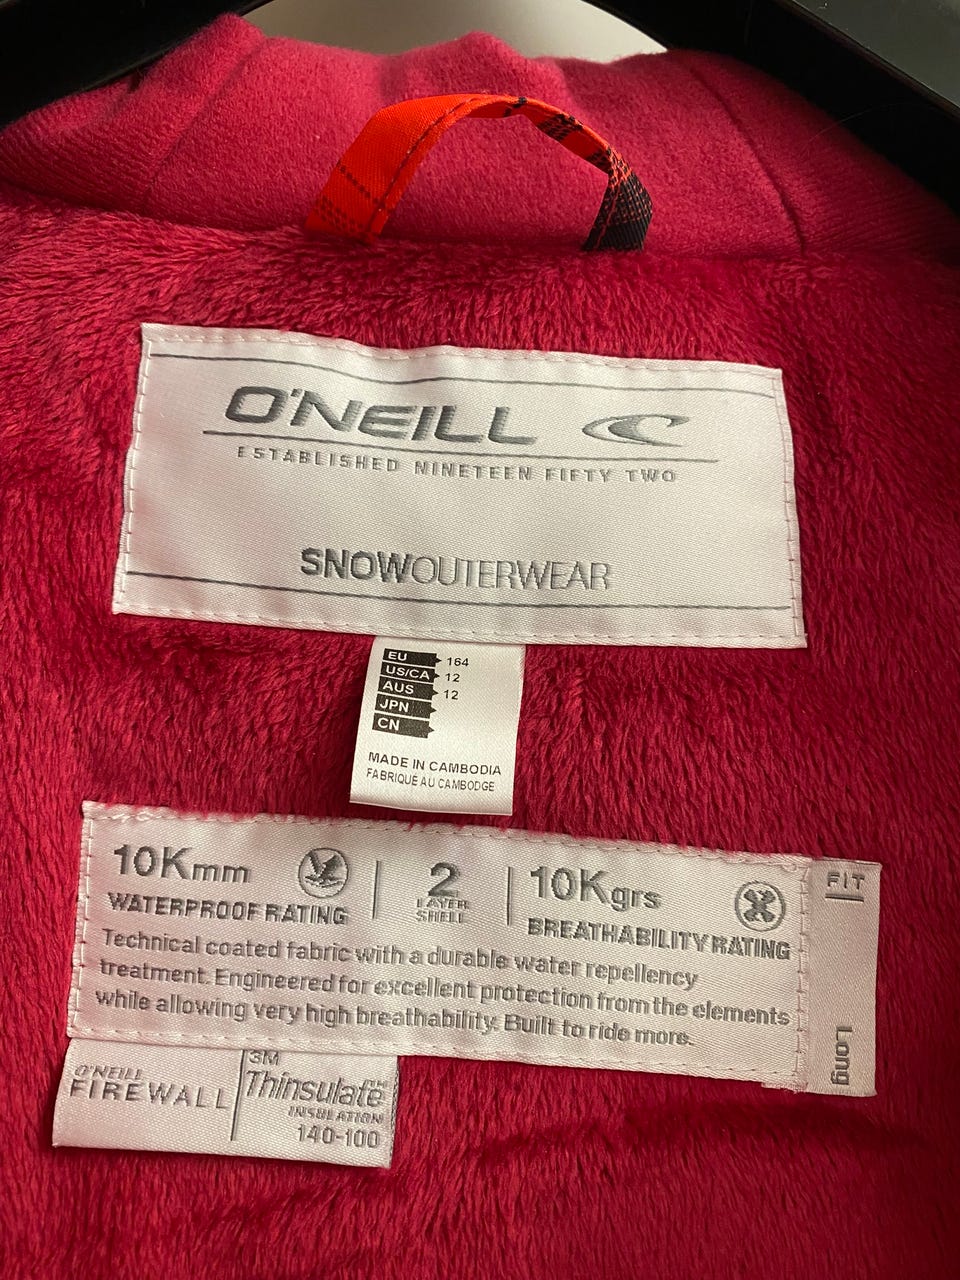 O'NEILL
ESTABLISHED NINETEEN FIFTY TWO
SNOWOUTERWEAR
EU 164
US/CA 12
AUS 12
JPN
CN
MADE IN CAMBODIA
FABRIQUÉ AU CAMBODGE
10Kmm
WATERPROOF RATING
2
LAYER
SHELL
10Kgrs
BREATHABILITY RATING
Technical coated fabric with a durable water repellency
treatment. Engineered for excellent protection from the elements
while allowing very high breathability. Built to ride more.
FIT
Long
O'NEILL
FIREWALL
3M
Thinsulate™
INSULATION
140-100